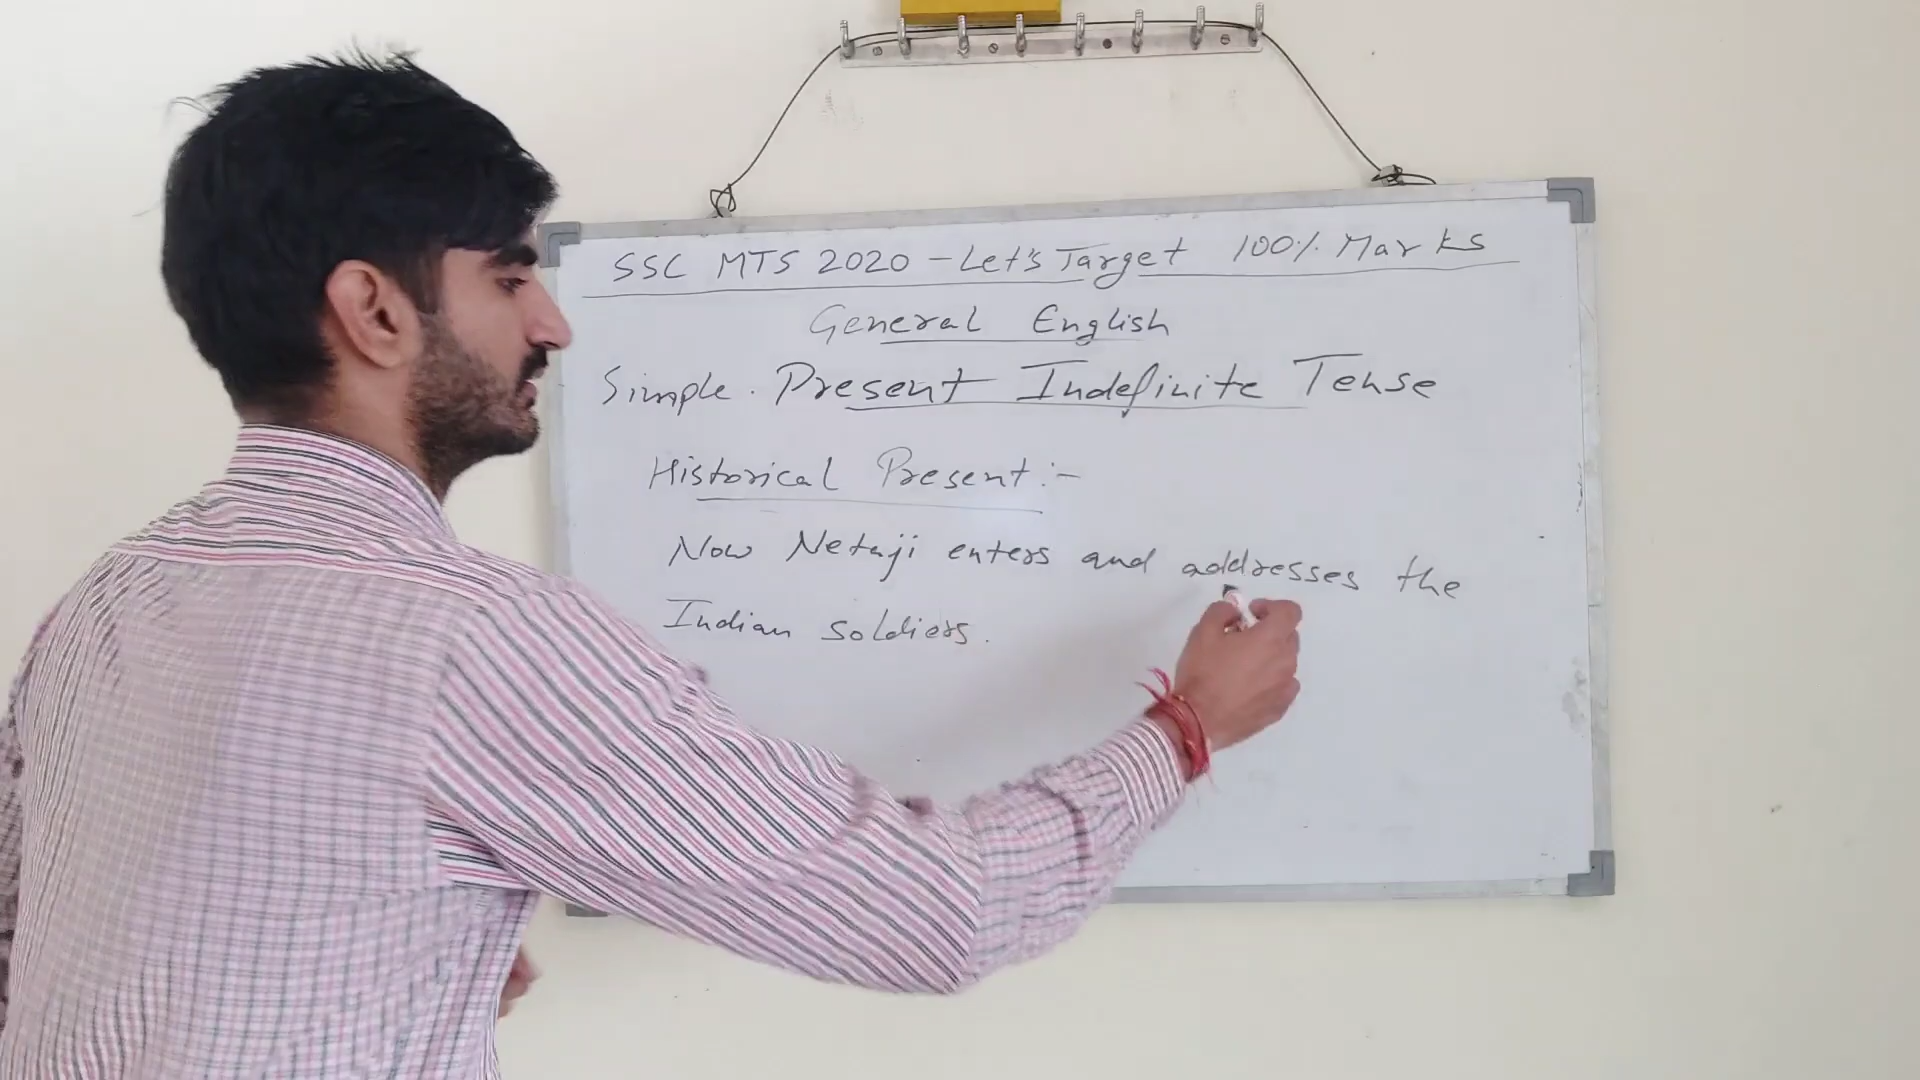 SSC MTS 2020 - Let's Target 100% Marks
General English
Simple . Present Indefinite Tense
Historical Present :-
Now Netaji enters and addresses the
Indian soldiers.